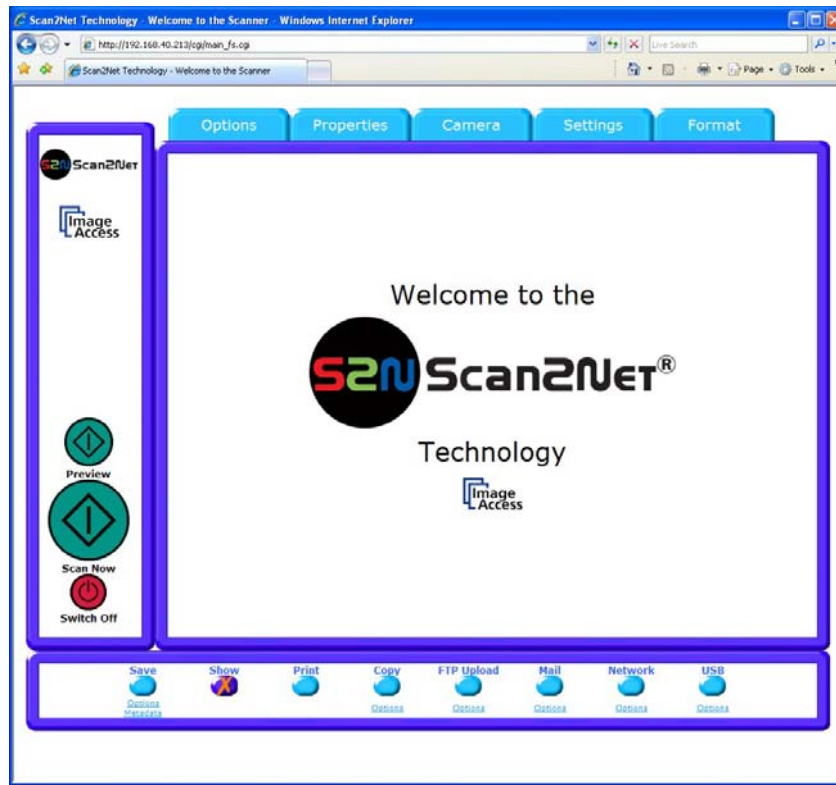 Scan2Net Technology - Welcome to the Scanner - Windows Internet Explorer
http://192.168.40.213/cgi/main_fs.cgi
Live Search
Scan2Net Technology - Welcome to the Scanner
Page
Tools
Options Properties Camera Settings Format
S2N Scan2Net
Image
Access
Welcome to the
S2N Scan2Net®
Technology
Image
Access
Preview
Scan Now
Switch Off
Save Show Print Copy FTP Upload Mail Network USB
X
Options Options Options Options Options Options
Metadata